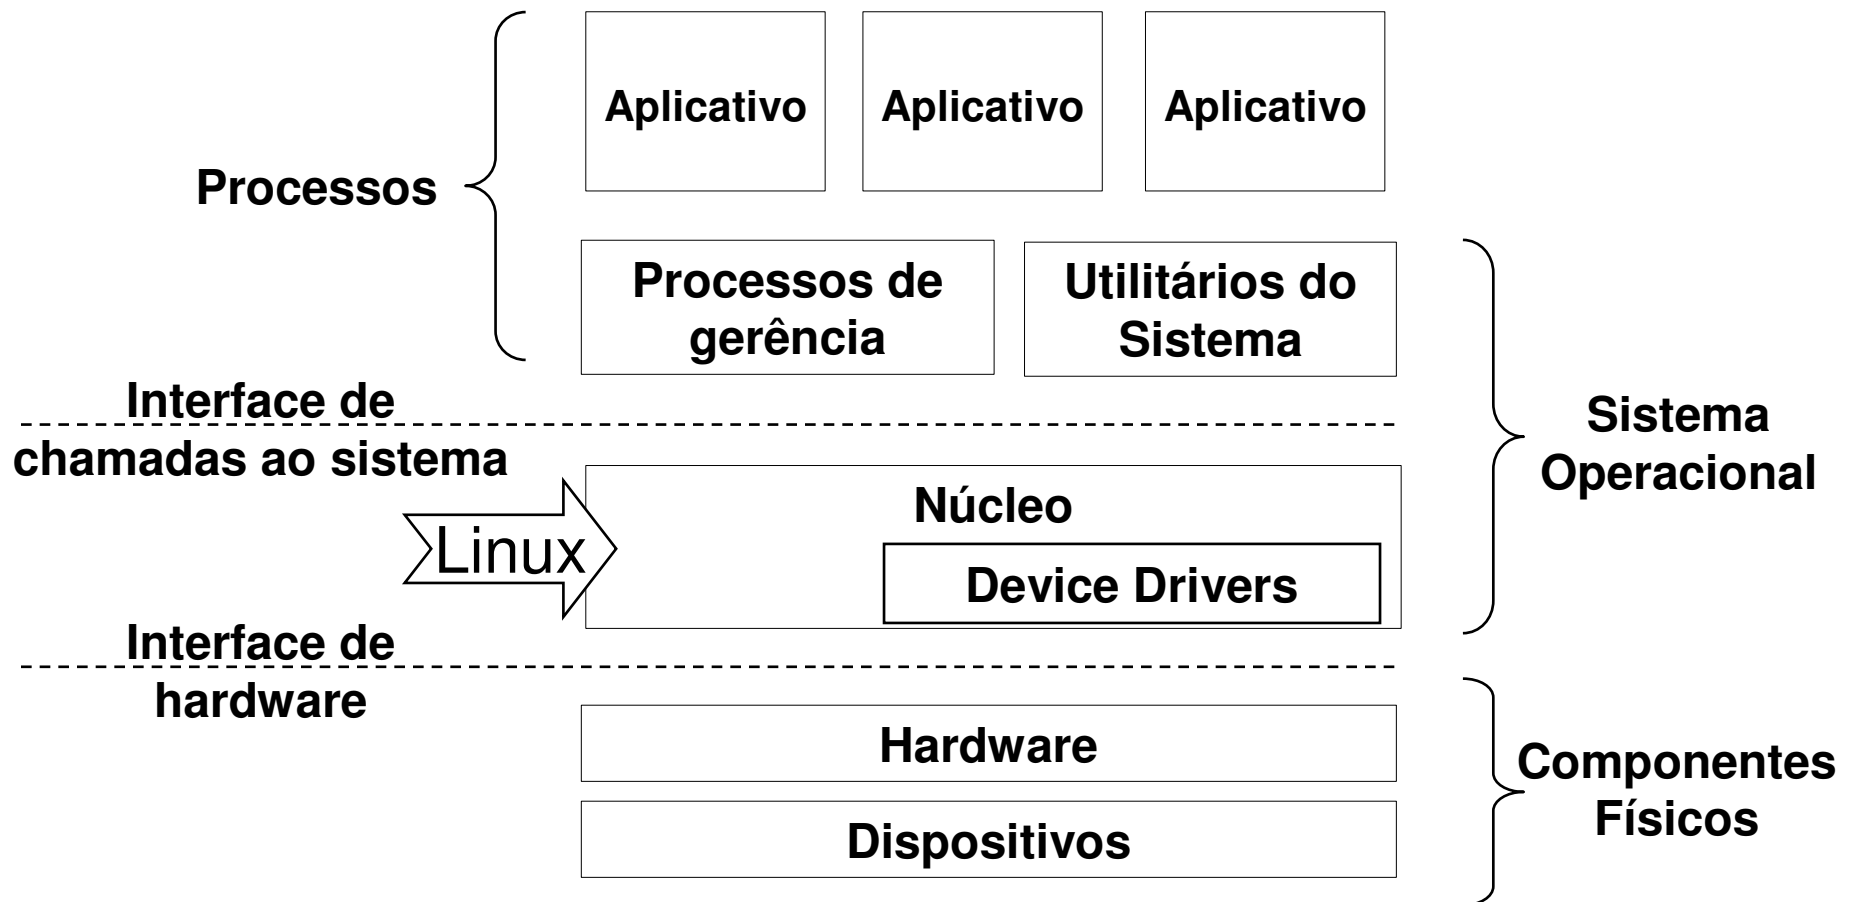 Aplicativo Aplicativo Aplicativo
Processos
Processos de
gerência
Utilitários do
Sistema
Interface de
chamadas ao sistema
Sistema
Operacional
Núcleo
Linux
Device Drivers
Interface de
hardware
Hardware
Componentes
Físicos
Dispositivos